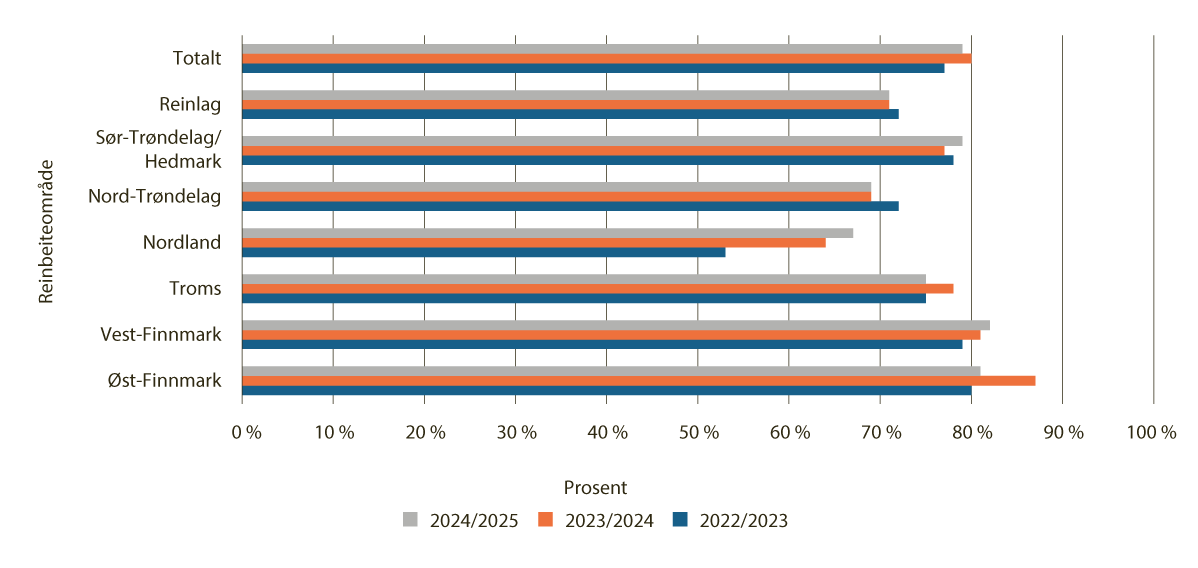 Totalt
Reinlag
Sør-Trøndelag/
Hedmark
Nord-Trøndelag
Nordland
Troms
Vest-Finnmark
Øst-Finnmark
Reinbeiteområde
0 % 10 % 20 % 30 % 40 % 50 % 60 % 70 % 80 % 90 % 100 %
Prosent
2024/2025 2023/2024 2022/2023